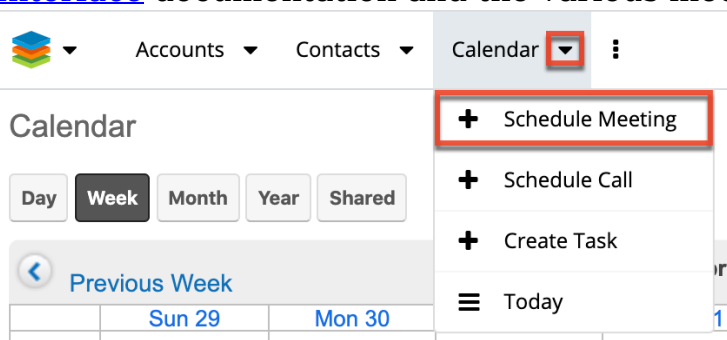 Accounts Contacts Calendar
Schedule Meeting
Calendar
Schedule Call
Day Week Month Year Shared
Create Task
Previous Week
Today
Sun 29 Mon 30